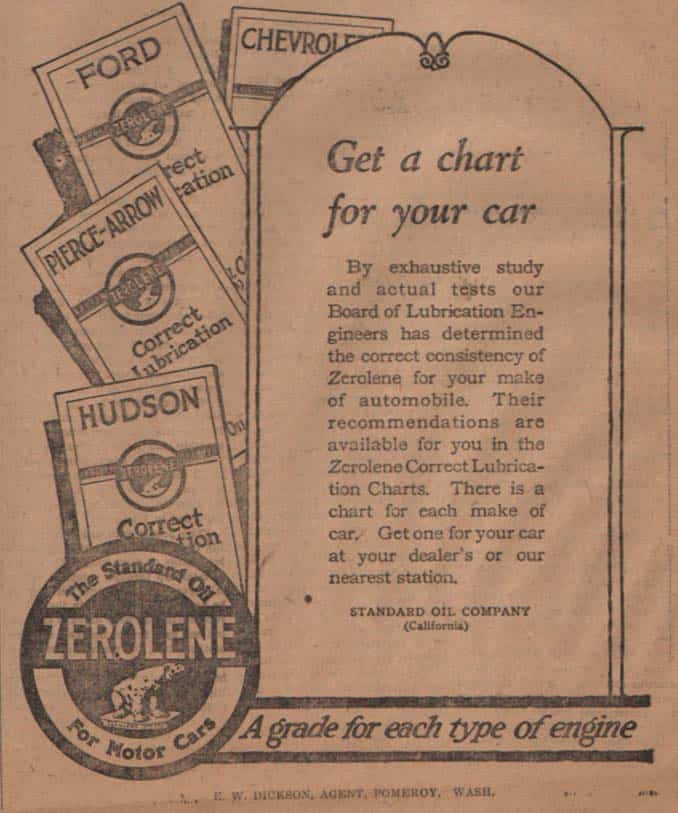 FORD
ZEROLENE
CHEVROLET
PIERCE-ARROW
ZEROLENE
Correct
Lubrication
HUDSON
ZEROLENE
Correct
The Standard Oil
ZEROLENE
For Motor Cars
Get a chart
for your car
By exhaustive study
and actual tests our
Board of Lubrication En-
gineers has determined
the correct consistency of
Zerolene for your make
of automobile. Their
recommendations are
available for you in the
Zerolene Correct Lubrica-
tion Charts. There is a
chart for each make of
car. Get one for your car
at your dealer's or our
nearest station.
STANDARD OIL COMPANY
(California)
A grade for each type of engine
E. W. DICKSON, AGENT, POMEROY, WASH.